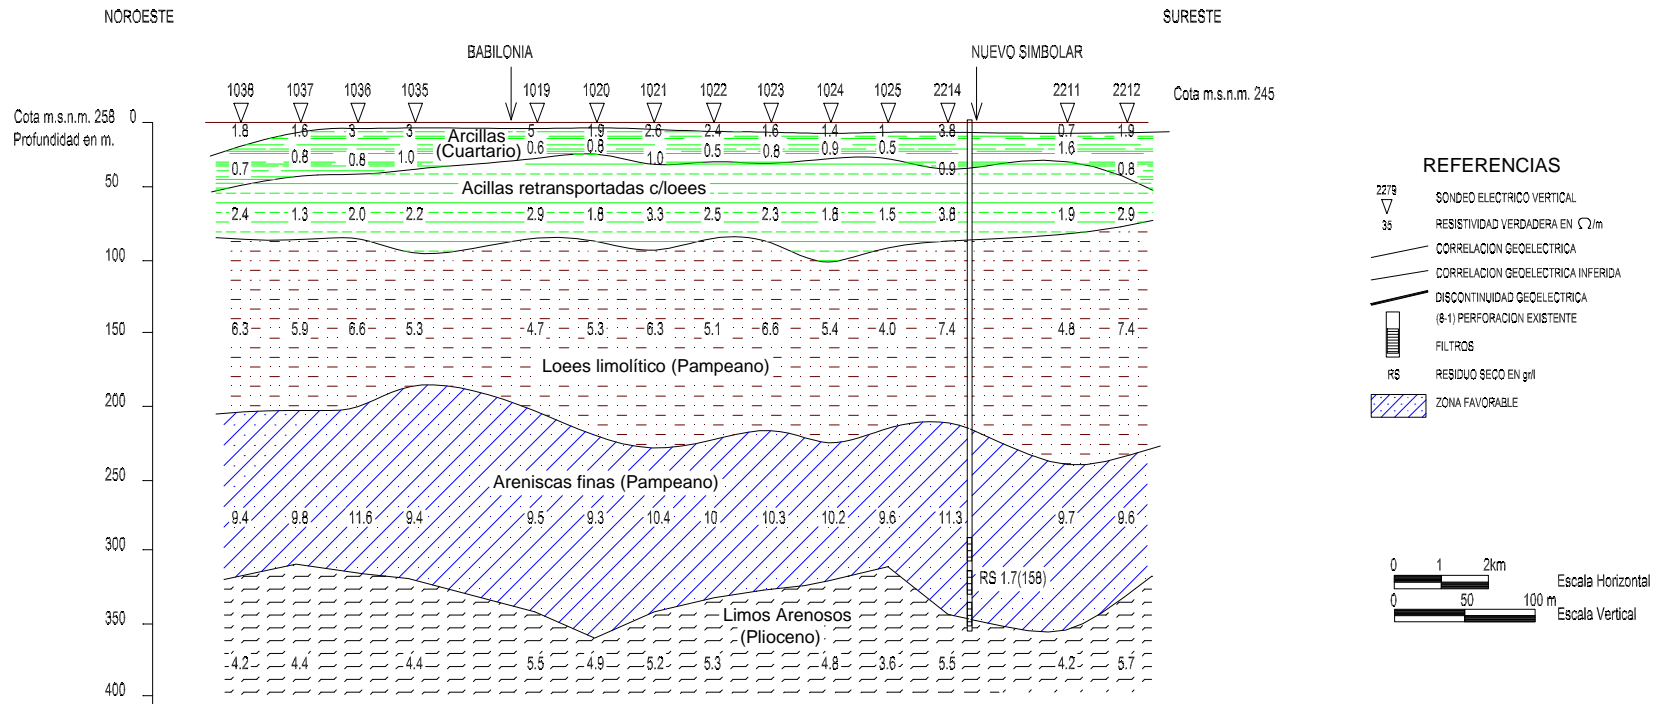 NOROESTE
SURESTE
BABILONIA
NUEVO SIMBOLAR
1038 1037 1036 1035 1019 1020 1021 1022 1023 1024 1025 2214 2211 2212
Cota m.s.n.m. 245
Cota m.s.n.m. 258
Profundidad en m.
0
1.8 1.6 3 3 5 1.9 2.6 2.4 1.6 1.4 1 3.8 0.7 1.9
Arcillas
(Cuartario)
0.7 0.8 0.8 1.0 0.6 0.8 1.0 0.5 0.8 0.9 0.5 0.9 1.6 0.8
50
Acillas retransportadas c/loees
2.4 1.3 2.0 2.2 2.9 1.8 3.3 2.5 2.3 1.8 1.5 3.8 1.9 2.9
100
150
6.3 5.9 6.6 5.3 4.7 5.3 6.3 5.1 6.6 5.4 4.0 7.4 4.8 7.4
Loees limolítico (Pampeano)
200
250
Areniscas finas (Pampeano)
9.4 9.8 11.6 9.4 9.5 9.3 10.4 10 10.3 10.2 9.6 11.3 9.7 9.6
300
RS 1.7(158)
350
Limos Arenosos
(Plioceno)
4.2 4.4 4.4 5.5 4.9 5.2 5.3 4.8 3.6 5.5 4.2 5.7
400
REFERENCIAS
2279
SONDEO ELECTRICO VERTICAL
35
RESISTIVIDAD VERDADERA EN Ω/m
CORRELACION GEOELECTRICA
CORRELACION GEOELECTRICA INFERIDA
DISCONTINUIDAD GEOELECTRICA
(8-1) PERFORACION EXISTENTE
FILTROS
RS RESIDUO SECO EN gr/l
ZONA FAVORABLE
0 1 2km
Escala Horizontal
0 50 100 m
Escala Vertical